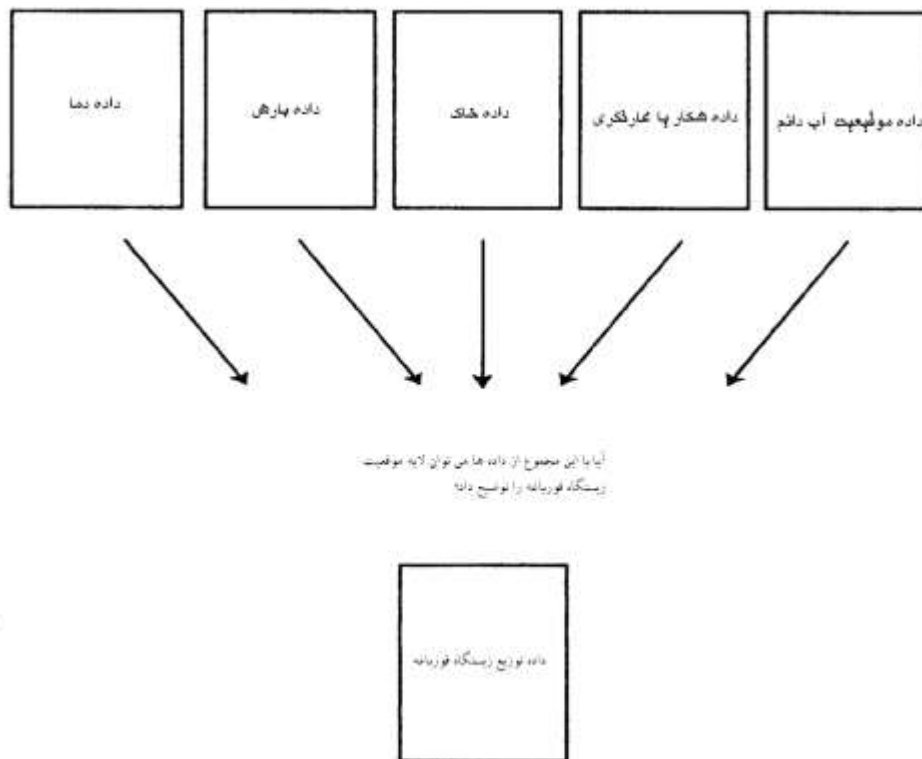 داده موقعیت آب دائم
داده شکار یا غارتگری
داده خاک
داده بارش
داده دما
آیا با این مجموع از داده ها می توان لایه موقعیت
زیستگاه قورباغه را توضیح داد؟
داده توزیع زیستگاه قورباغه